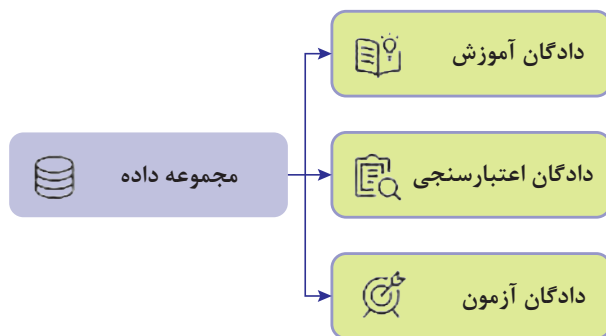 دادگان آموزش
مجموعه داده
دادگان اعتبارسنجی
دادگان آزمون